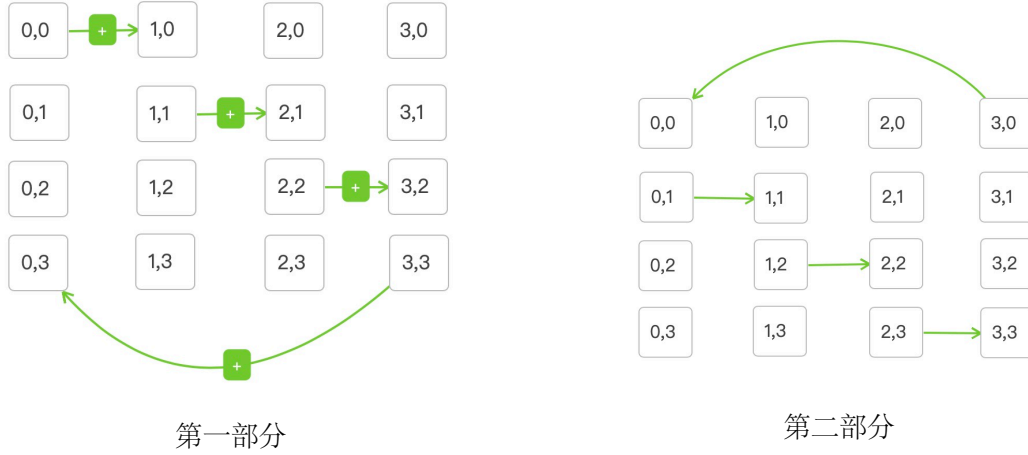 0,0 + 1,0 2,0 3,0
0,1 1,1 + 2,1 3,1
0,2 1,2 2,2 + 3,2
0,3 1,3 2,3 3,3
+
第一部分
0,0 1,0 2,0 3,0
0,1 1,1 2,1 3,1
0,2 1,2 2,2 3,2
0,3 1,3 2,3 3,3
第二部分